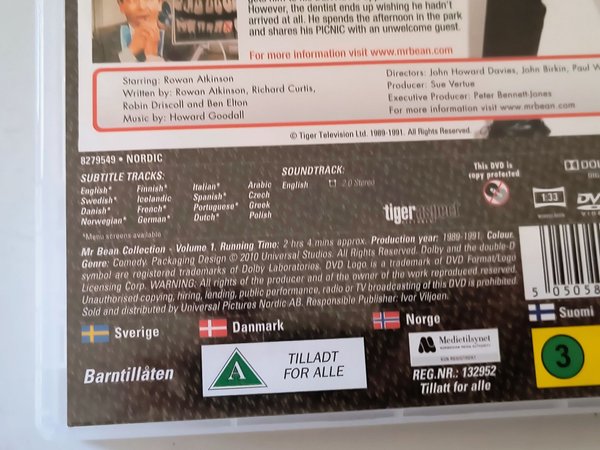 gets him to his
However, the dentist ends up wishing he hadn't
arrived at all. He spends the afternoon in the park
and shares his PICNIC with an unwelcome guest.
For more information visit www.mrbean.com
Starring: Rowan Atkinson
Written by: Rowan Atkinson, Richard Curtis,
Robin Driscoll and Ben Elton
Music by: Howard Goodall
Directors: John Howard Davies, John Birkin, Paul W
Producer: Sue Vertue
Executive Producer: Peter Bennett-Jones
For more information visit www.mrbean.com
© Tiger Television Ltd. 1989-1991. All Rights Reserved.
8279549 • NORDIC
SUBTITLE TRACKS:
English* Finnish* Italian* Arabic
Swedish* Icelandic Spanish* Czech
Danish* French* Portuguese* Greek
Norwegian* German* Dutch* Polish
*Menu screens available
SOUNDTRACK:
English 2.0 Stereo
This DVD is
copy protected
DOL
1:33
DV
tigeraspect
Mr Bean Collection - Volume 1. Running Time: 2 hrs 4 mins approx. Production year: 1989-1991. Colour.
Genre: Comedy. Packaging Design © 2010 Universal Studios. All Rights Reserved. Dolby and the double-D
symbol are registered trademarks of Dolby Laboratories. DVD Logo is a trademark of DVD Format/Logo
Licensing Corp. WARNING: All rights of the producer and of the owner of the work reproduced reserved.
Unauthorised copying, hiring, lending, public performance, radio or TV broadcasting of this DVD is prohibited.
Sold and distributed by Universal Pictures Nordic AB. Responsible Publisher: Ivar Viljoen.
5 05058
Sverige
Danmark
Norge
Suomi
Barntillåten
A
TILLADT
FOR ALLE
Medietilsynet
REG.NR.: 132952
Tillatt for alle
3